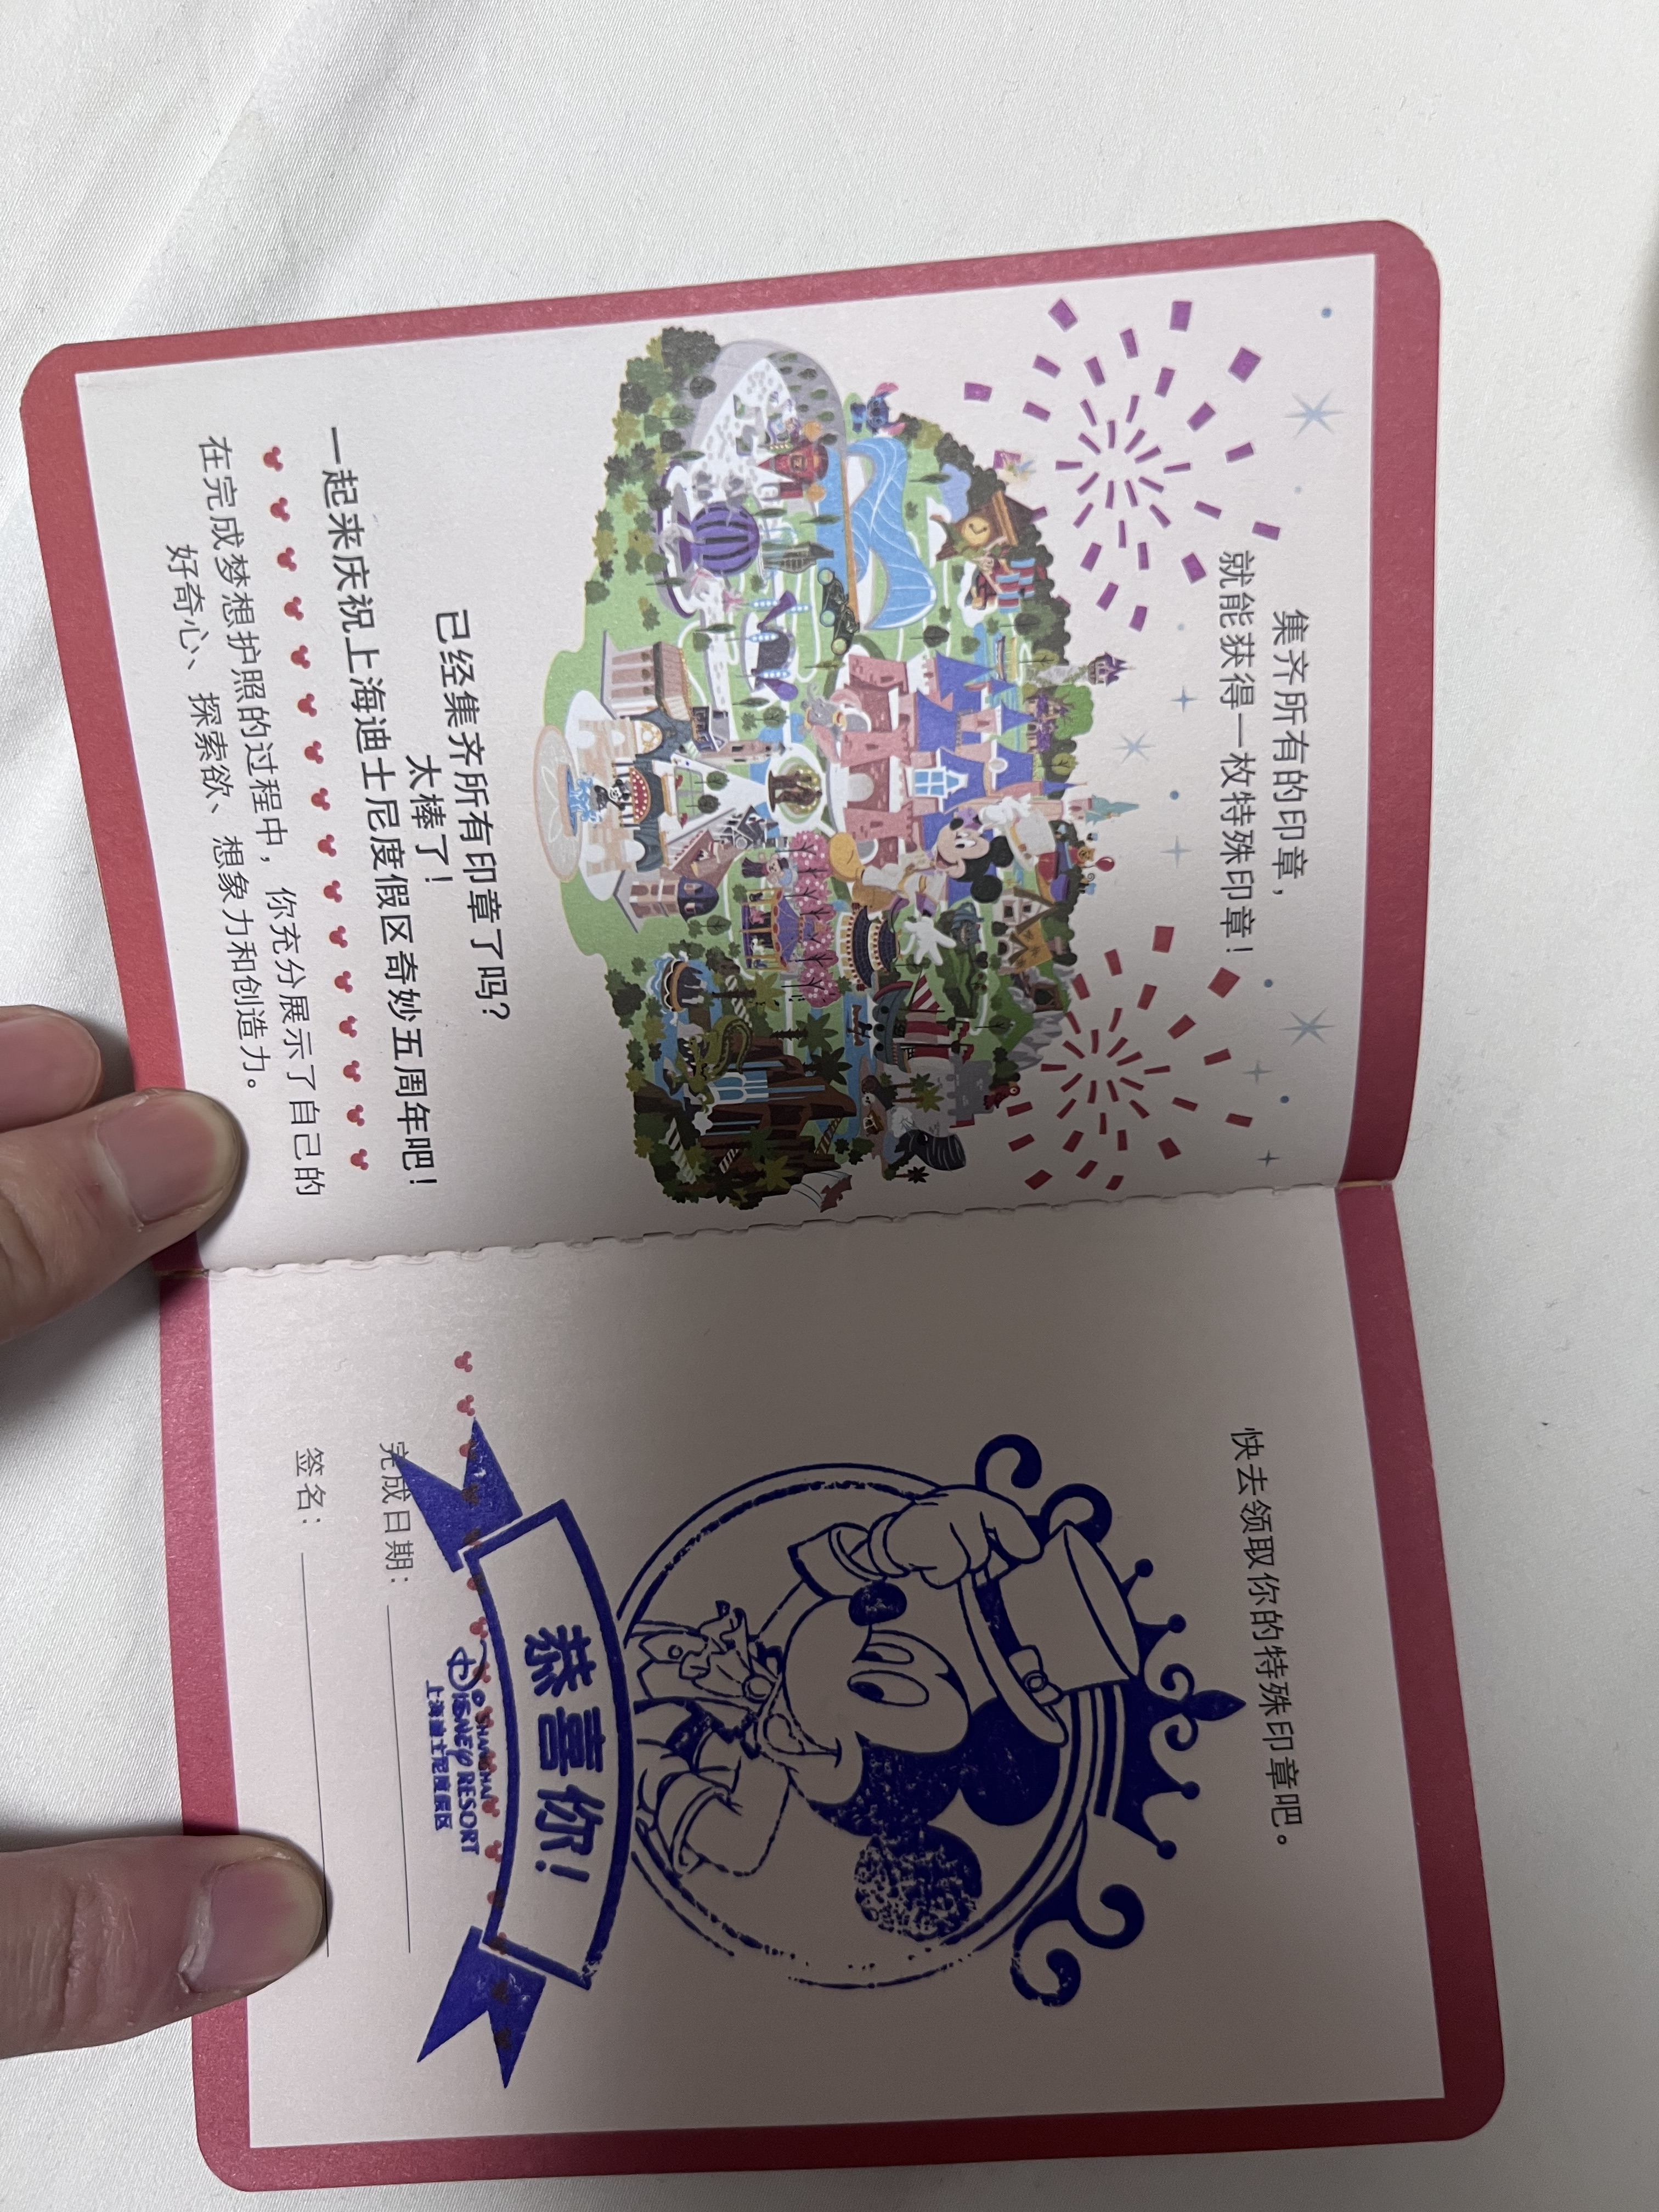 集齐所有的印章，
就能获得一枚特殊印章！
已经集齐所有印章了吗？
太棒了！
一起来庆祝上海迪士尼度假区奇妙五周年吧！
在完成梦想护照的过程中，你充分展示了自己的
好奇心、探索欲、想象力和创造力。
快去领取你的特殊印章吧。
恭喜你！
SHANGHAI
DISNEY RESORT
上海迪士尼度假区
完成日期：
签名：